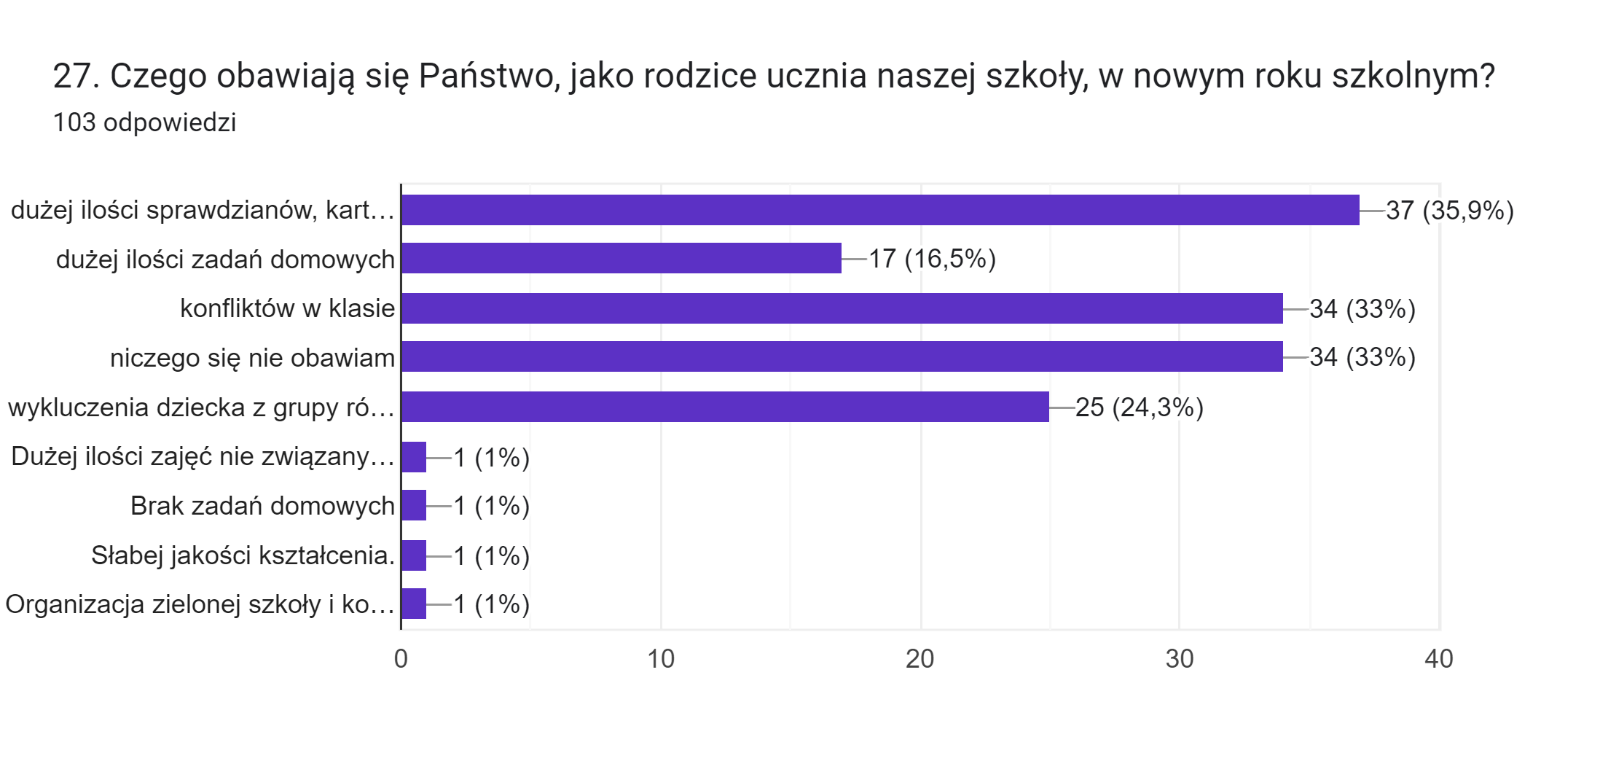 27. Czego obawiają się Państwo, jako rodzice ucznia naszej szkoły, w nowym roku szkolnym?
103 odpowiedzi
dużej ilości sprawdzianów, kart… 37 (35,9%)
dużej ilości zadań domowych 17 (16,5%)
konfliktów w klasie 34 (33%)
niczego się nie obawiam 34 (33%)
wykluczenia dziecka z grupy ró… 25 (24,3%)
Dużej ilości zajęć nie związany… 1 (1%)
Brak zadań domowych 1 (1%)
Słabej jakości kształcenia. 1 (1%)
Organizacja zielonej szkoły i ko… 1 (1%)
0 10 20 30 40